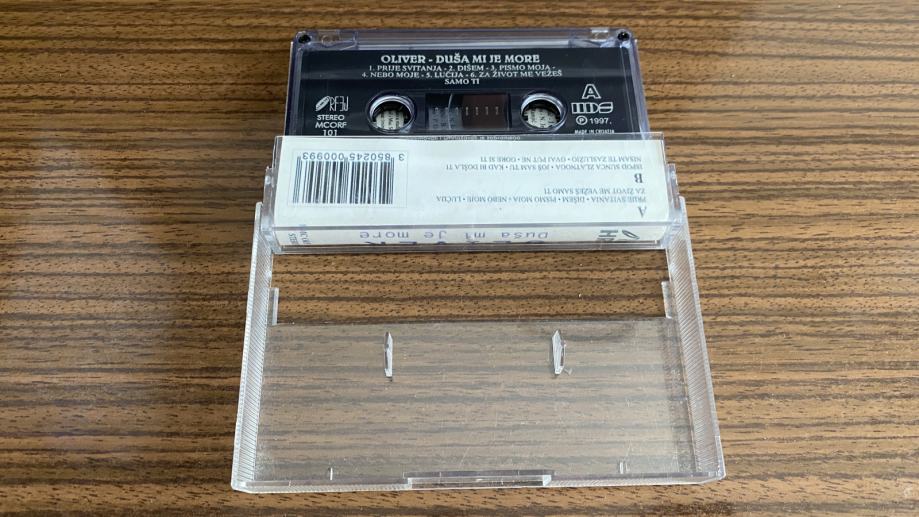 OLIVER - DUŠA MI JE MORE
1. PRIJE SVITANJA - 2. DIŠEM - 3. PISMO MOJA -
4. NEBO MOJE - 5. LUCIJA - 6. ZA ŽIVOT ME VEŽEŠ
SAMO TI
STEREO
MCORF
101
A
MDS
P 1997.
MADE IN CROATIA
A
PRIJE SVITANJA • DIŠEM • PISMO MOJA • NEBO MOJE • LUCIJA
ZA ŽIVOT ME VEŽEŠ SAMO TI
B
ISPOD SUNCA ZLATNOGA • JOŠ SAM TU • KAD BI DOŠLA TI
NISAM TE ZASLUŽIO • OVAJ PUT NE • GORE SI TI
3 850245 000993
Duša mi je more